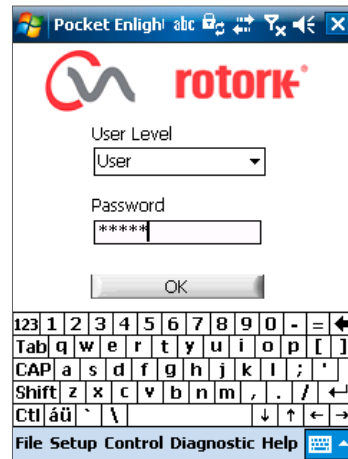 Pocket Enligh abc
rotork
User Level
User
Password
*****
OK
123 1 2 3 4 5 6 7 8 9 0 - =
Tab q w e r t y u i o p [ ]
CAP a s d f g h j k l ; '
Shift z x c v b n m , . /
Ctl áü ` \ ↓ ↑ ← →
File Setup Control Diagnostic Help